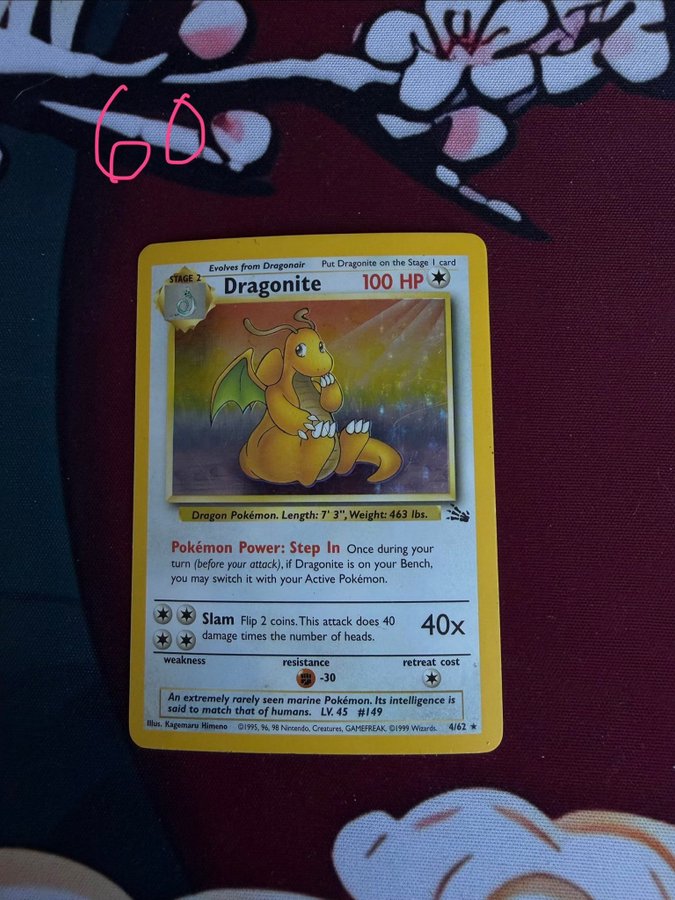 60
Evolves from Dragonair Put Dragonite on the Stage 1 card
STAGE 2
Dragonite 100 HP
Dragon Pokémon. Length: 7' 3", Weight: 463 lbs.
Pokémon Power: Step In Once during your
turn (before your attack), if Dragonite is on your Bench,
you may switch it with your Active Pokémon.
Slam Flip 2 coins. This attack does 40
damage times the number of heads.
40x
weakness resistance retreat cost
-30
An extremely rarely seen marine Pokémon. Its intelligence is
said to match that of humans. LV. 45 #149
Illus. Kagemaru Himeno ©1995, 96, 98 Nintendo, Creatures, GAMEFREAK. ©1999 Wizards. 4/62 ★